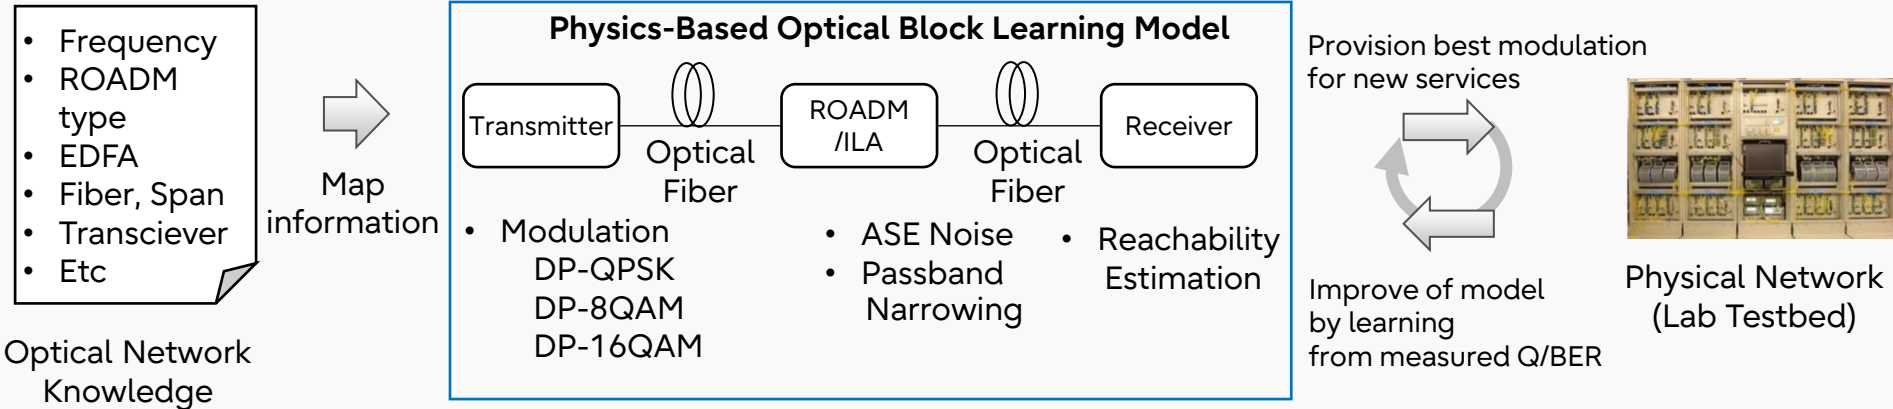 • Frequency
• ROADM
type
• EDFA
• Fiber, Span
• Transciever
• Etc
Optical Network
Knowledge
Map
information
Physics-Based Optical Block Learning Model
Transmitter
Optical
Fiber
ROADM
/ILA
Optical
Fiber
Receiver
• Modulation
DP-QPSK
DP-8QAM
DP-16QAM
• ASE Noise
• Passband
Narrowing
• Reachability
Estimation
Provision best modulation
for new services
Improve of model
by learning
from measured Q/BER
Physical Network
(Lab Testbed)